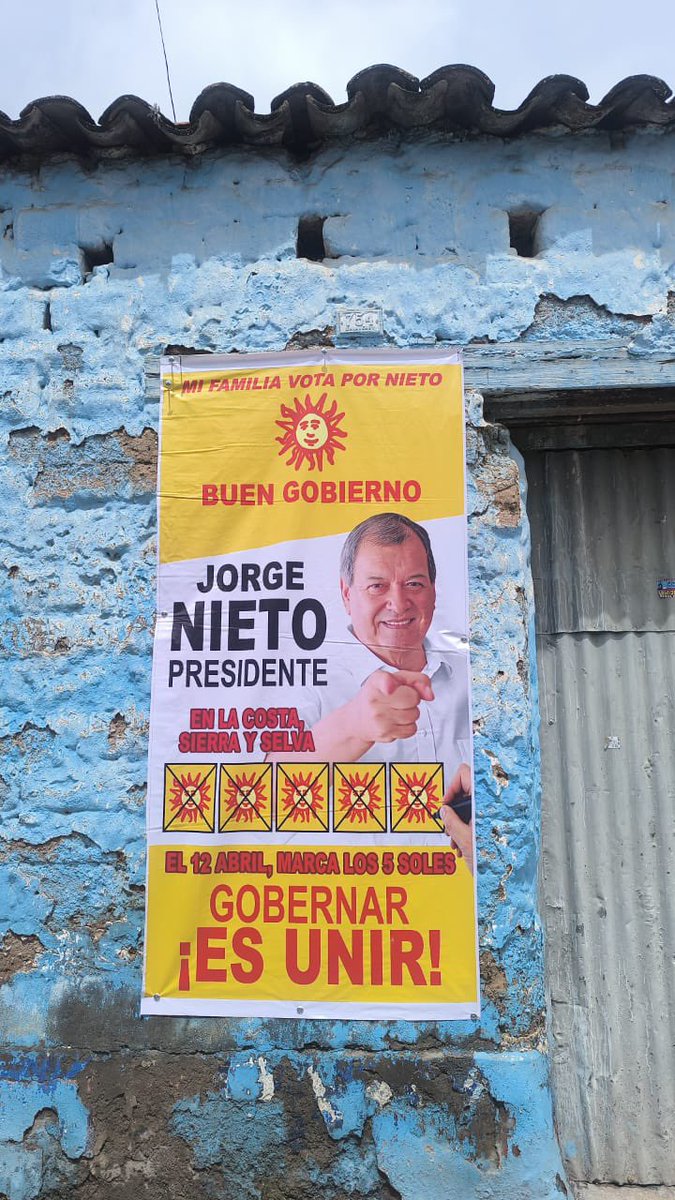 754
MI FAMILIA VOTA POR NIETO
BUEN GOBIERNO
JORGE
NIETO
PRESIDENTE
EN LA COSTA,
SIERRA Y SELVA
EL 12 ABRIL, MARCA LOS 5 SOLES
GOBERNAR
¡ES UNIR!